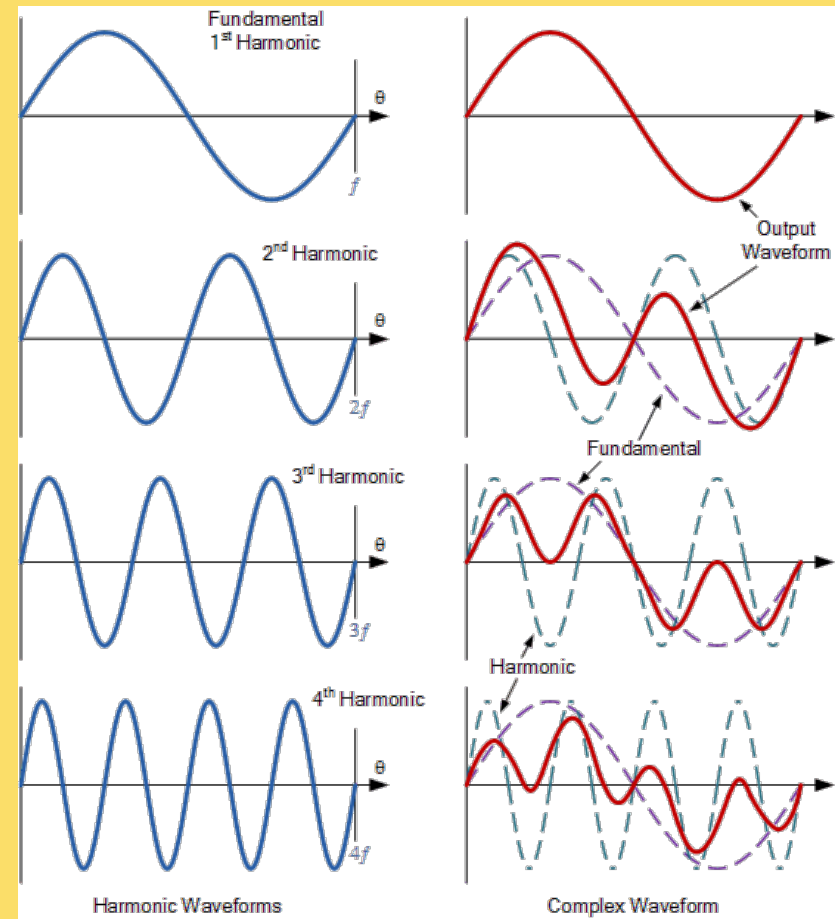 Fundamental
1st Harmonic
θ
f
Output
Waveform
2nd Harmonic
θ
2f
Fundamental
3rd Harmonic
θ
3f
Harmonic
4th Harmonic
θ
4f
Harmonic Waveforms
Complex Waveform